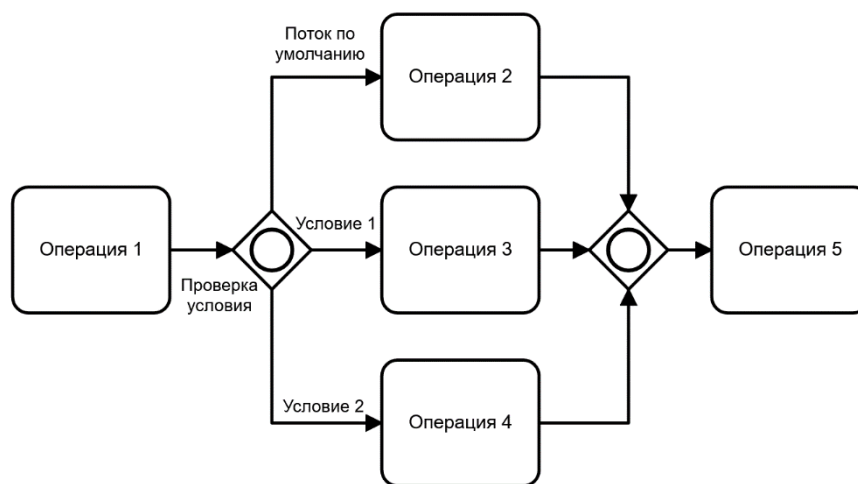 Поток по
умолчанию
Операция 2
Операция 1
Проверка
условия
Условие 1
Операция 3
Операция 5
Условие 2
Операция 4